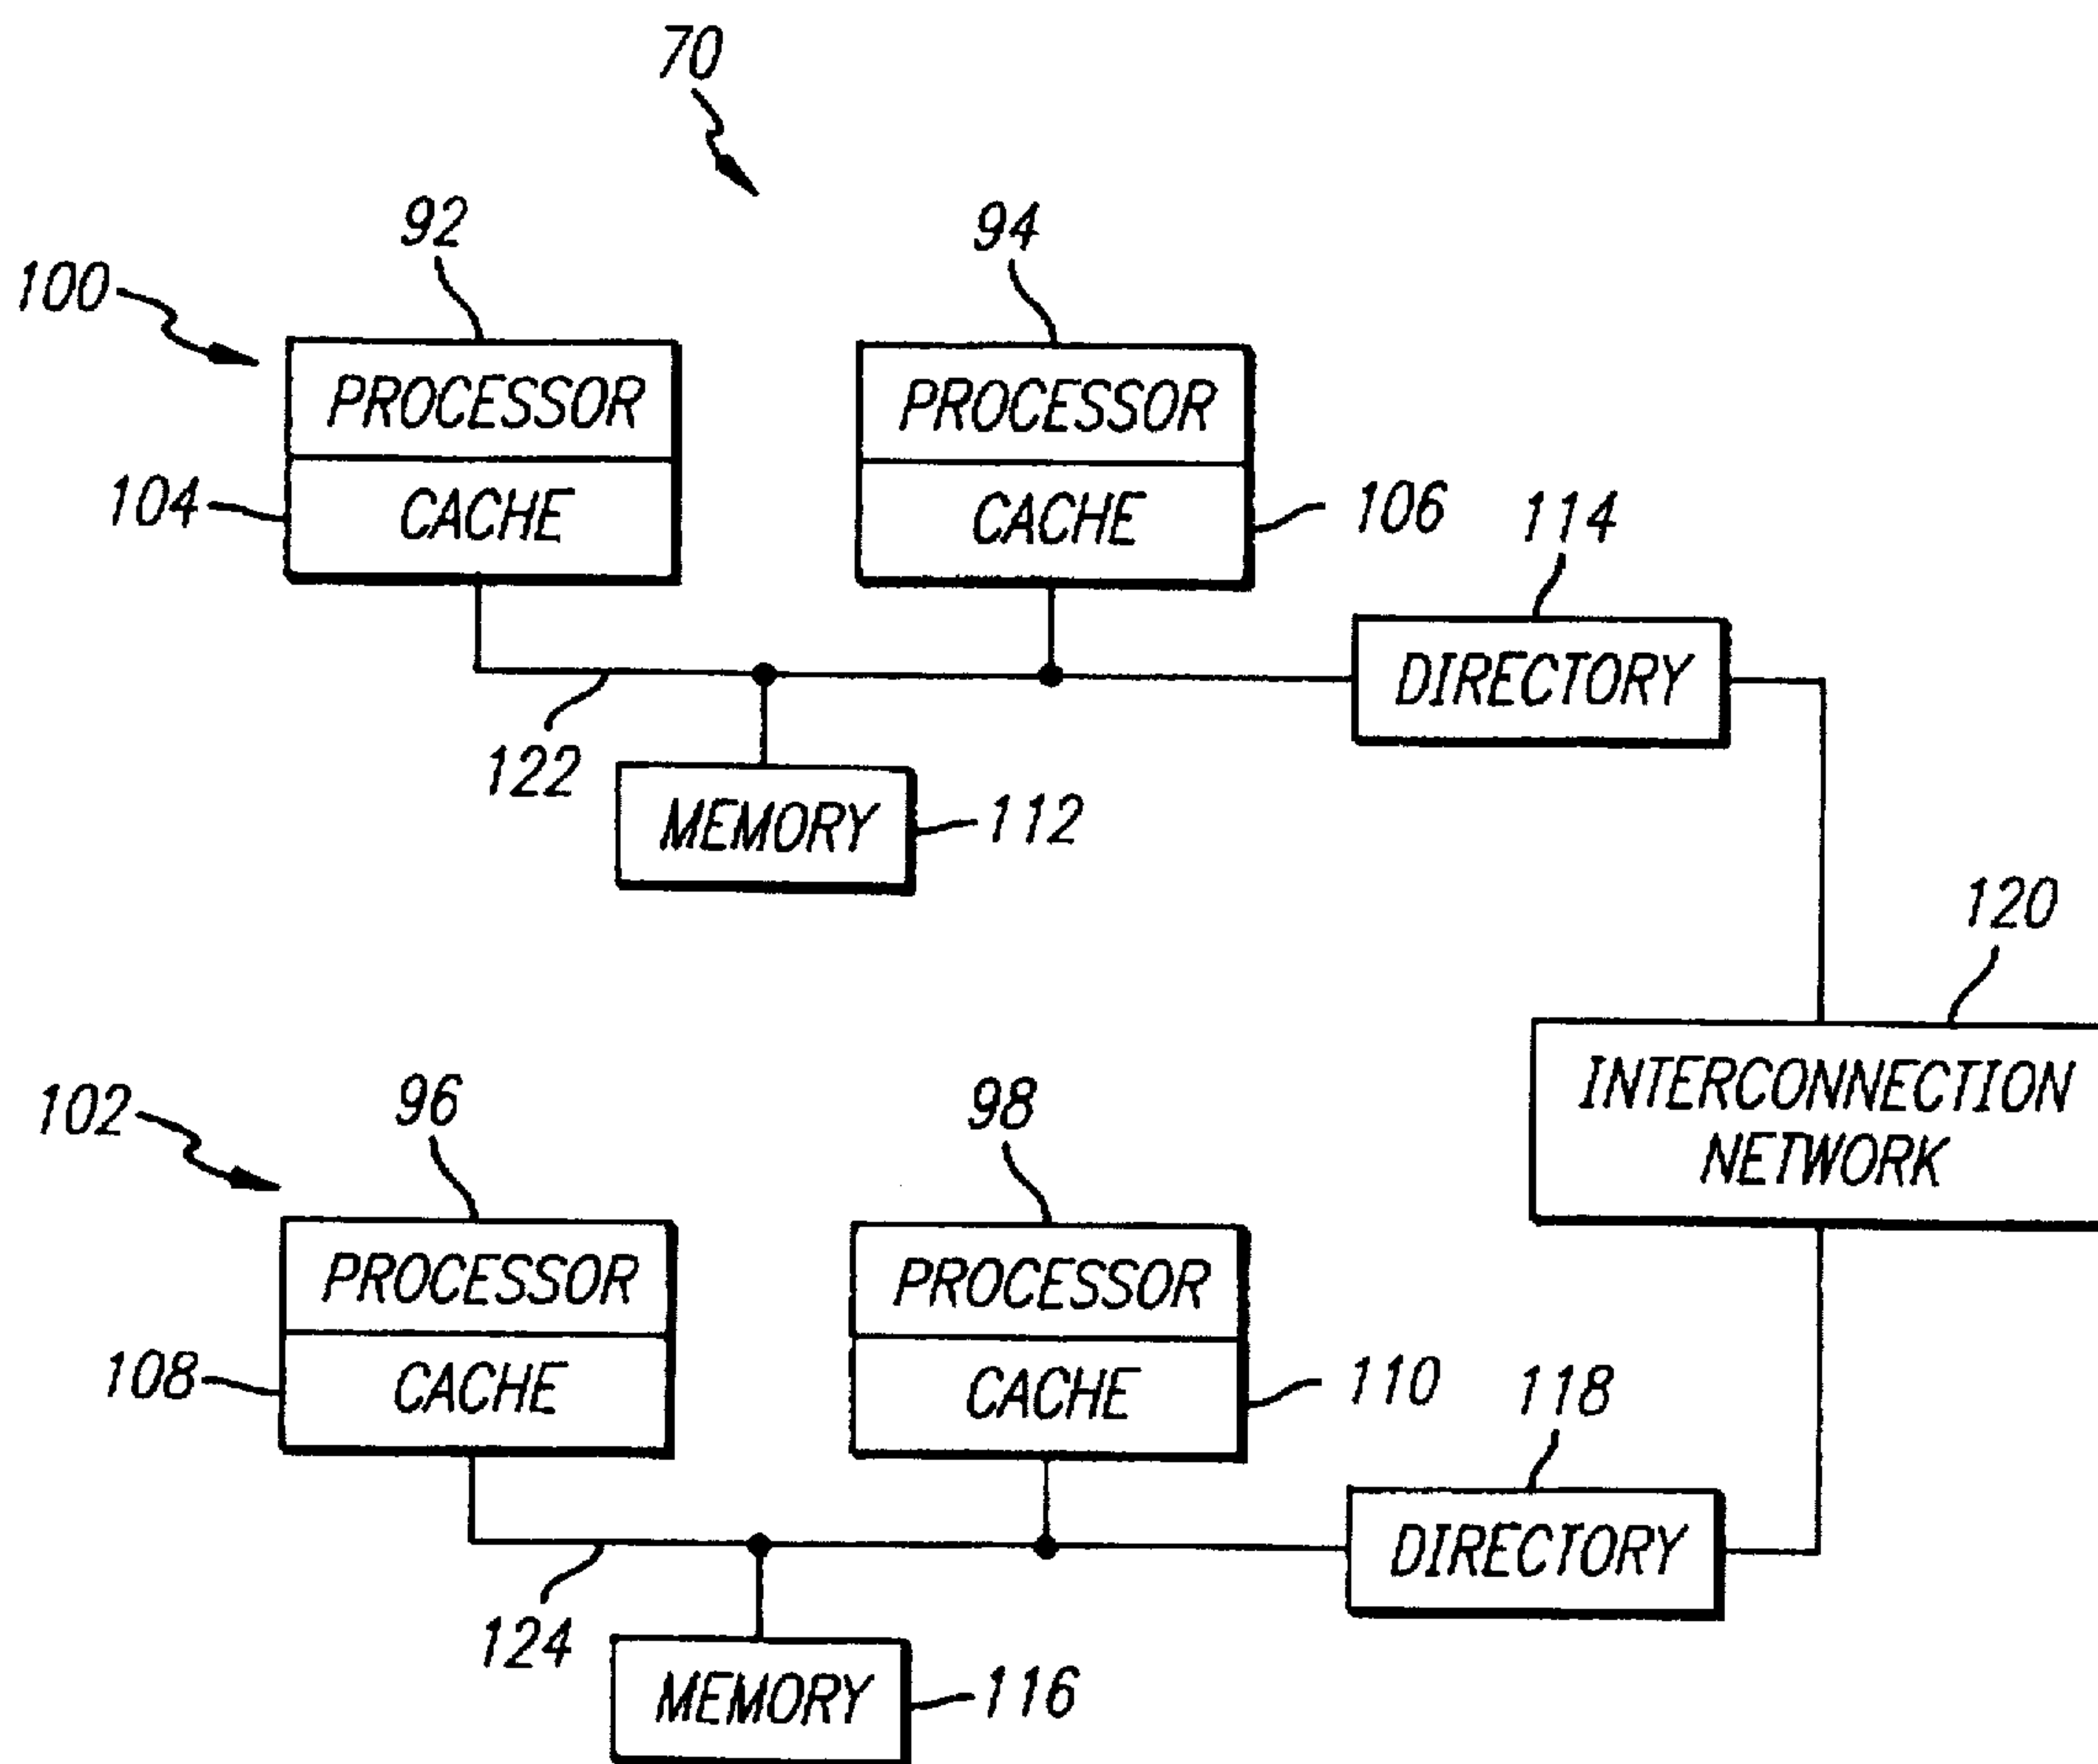 70
92
94
100
PROCESSOR
PROCESSOR
104
CACHE
CACHE
106
114
DIRECTORY
122
MEMORY
112
120
INTERCONNECTION
NETWORK
102
96
98
PROCESSOR
PROCESSOR
108
CACHE
CACHE
110
118
DIRECTORY
124
MEMORY
116